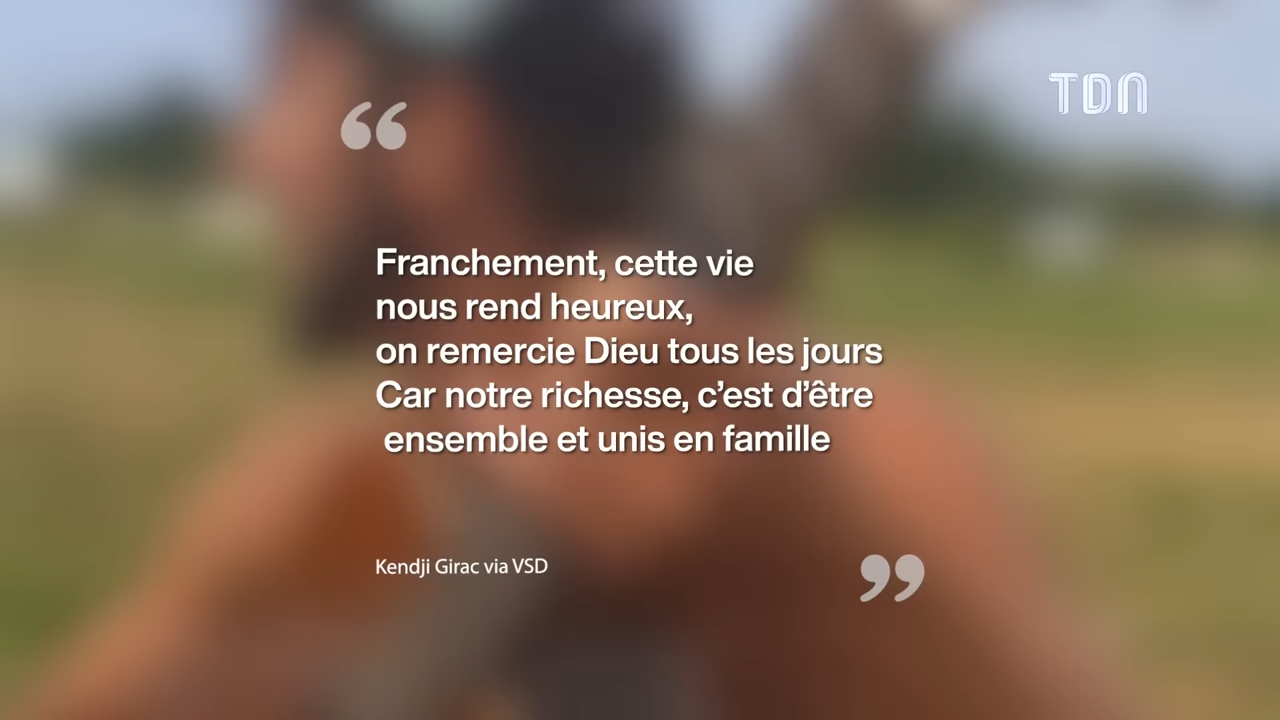 TDN
“
Franchement, cette vie
nous rend heureux,
on remercie Dieu tous les jours
Car notre richesse, c’est d’être
ensemble et unis en famille
Kendji Girac via VSD
”